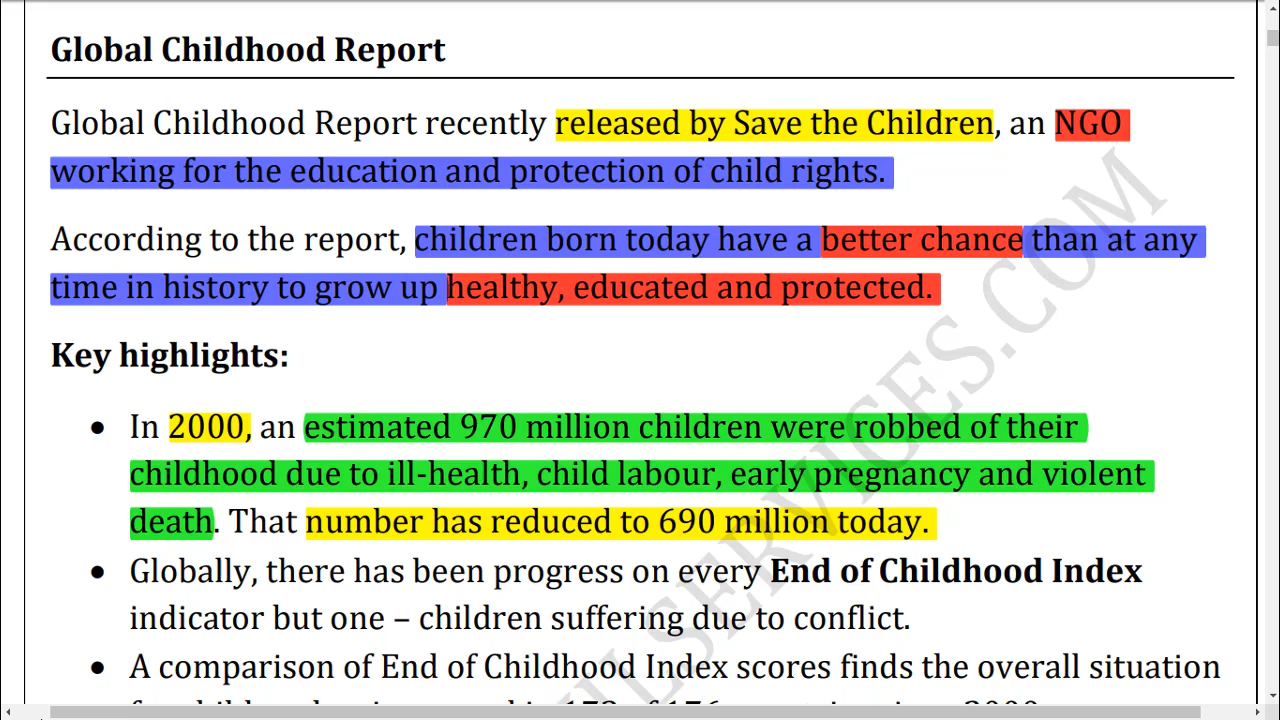 Global Childhood Report
Global Childhood Report recently released by Save the Children, an NGO
working for the education and protection of child rights.
According to the report, children born today have a better chance than at any
time in history to grow up healthy, educated and protected.
Key highlights:
• In 2000, an estimated 970 million children were robbed of their
childhood due to ill-health, child labour, early pregnancy and violent
death. That number has reduced to 690 million today.
• Globally, there has been progress on every End of Childhood Index
indicator but one – children suffering due to conflict.
• A comparison of End of Childhood Index scores finds the overall situation
SERVICES.COM